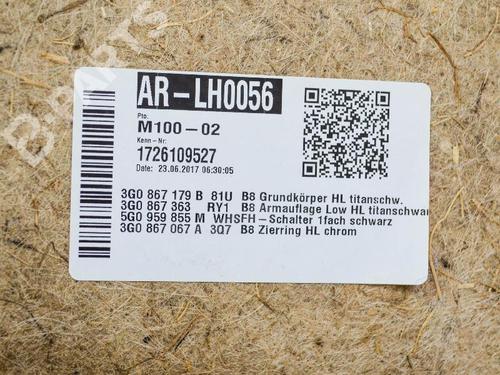 B-PARTS
AR-LH0056
Pto:
M100-02
Kenn-Nr:
1726109527
Date: 23.06.2017 06:30:05
3G0 867 179 B 81U B8 Grundkörper HL titanschw.
3G0 867 363 RY1 B8 Armauflage Low HL titanschwar
5G0 959 855 M WHSFH-Schalter 1fach schwarz
3G0 867 067 A 3Q7 B8 Zierring HL chrom